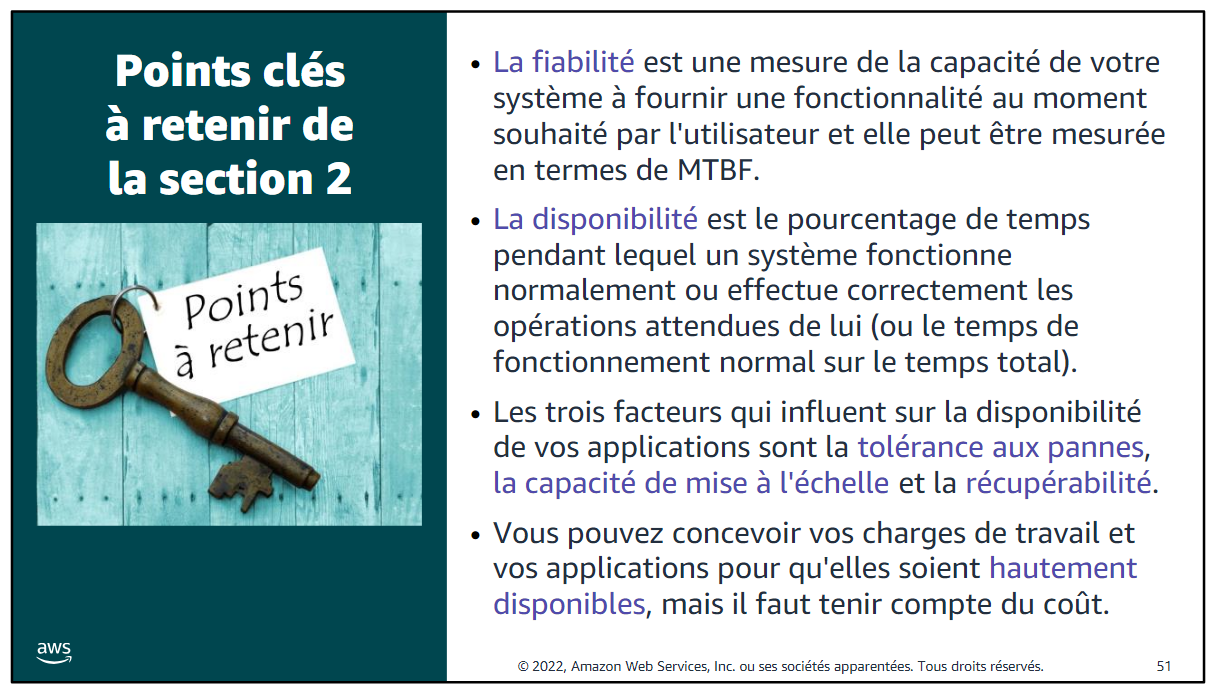 Points clés
à retenir de
la section 2
Points
à retenir
aws
• La fiabilité est une mesure de la capacité de votre
système à fournir une fonctionnalité au moment
souhaité par l'utilisateur et elle peut être mesurée
en termes de MTBF.
• La disponibilité est le pourcentage de temps
pendant lequel un système fonctionne
normalement ou effectue correctement les
opérations attendues de lui (ou le temps de
fonctionnement normal sur le temps total).
• Les trois facteurs qui influent sur la disponibilité
de vos applications sont la tolérance aux pannes,
la capacité de mise à l'échelle et la récupérabilité.
• Vous pouvez concevoir vos charges de travail et
vos applications pour qu'elles soient hautement
disponibles, mais il faut tenir compte du coût.
© 2022, Amazon Web Services, Inc. ou ses sociétés apparentées. Tous droits réservés.
51